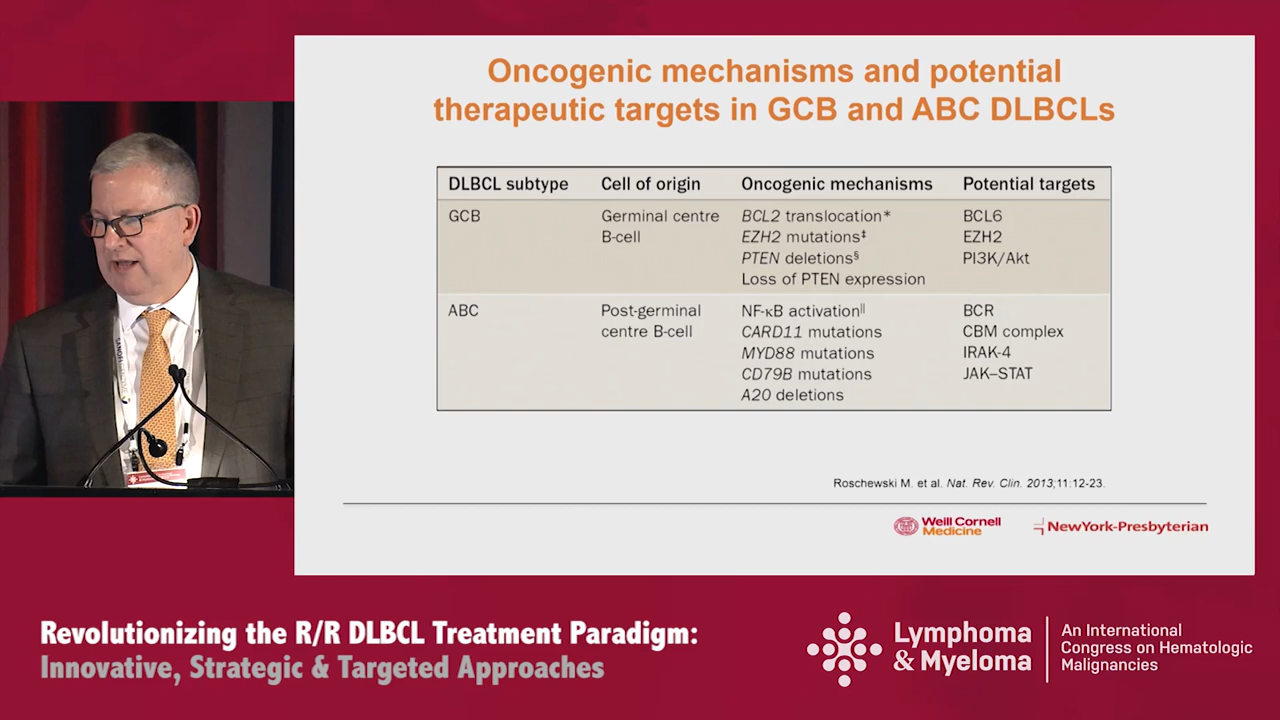 Oncogenic mechanisms and potential
therapeutic targets in GCB and ABC DLBCLs
DLBCL subtype Cell of origin Oncogenic mechanisms Potential targets
GCB Germinal centre BCL2 translocation* BCL6
B-cell EZH2 mutations‡ EZH2
PTEN deletions§ PI3K/Akt
Loss of PTEN expression
ABC Post-germinal NF-κB activation|| BCR
centre B-cell CARD11 mutations CBM complex
MYD88 mutations IRAK-4
CD79B mutations JAK–STAT
A20 deletions
Roschewski M. et al. Nat. Rev. Clin. 2013;11:12-23.
Weill Cornell
Medicine
NewYork-Presbyterian
SANOFI
Revolutionizing the R/R DLBCL Treatment Paradigm:
Innovative, Strategic & Targeted Approaches
Lymphoma
& Myeloma
An International
Congress on Hematologic
Malignancies